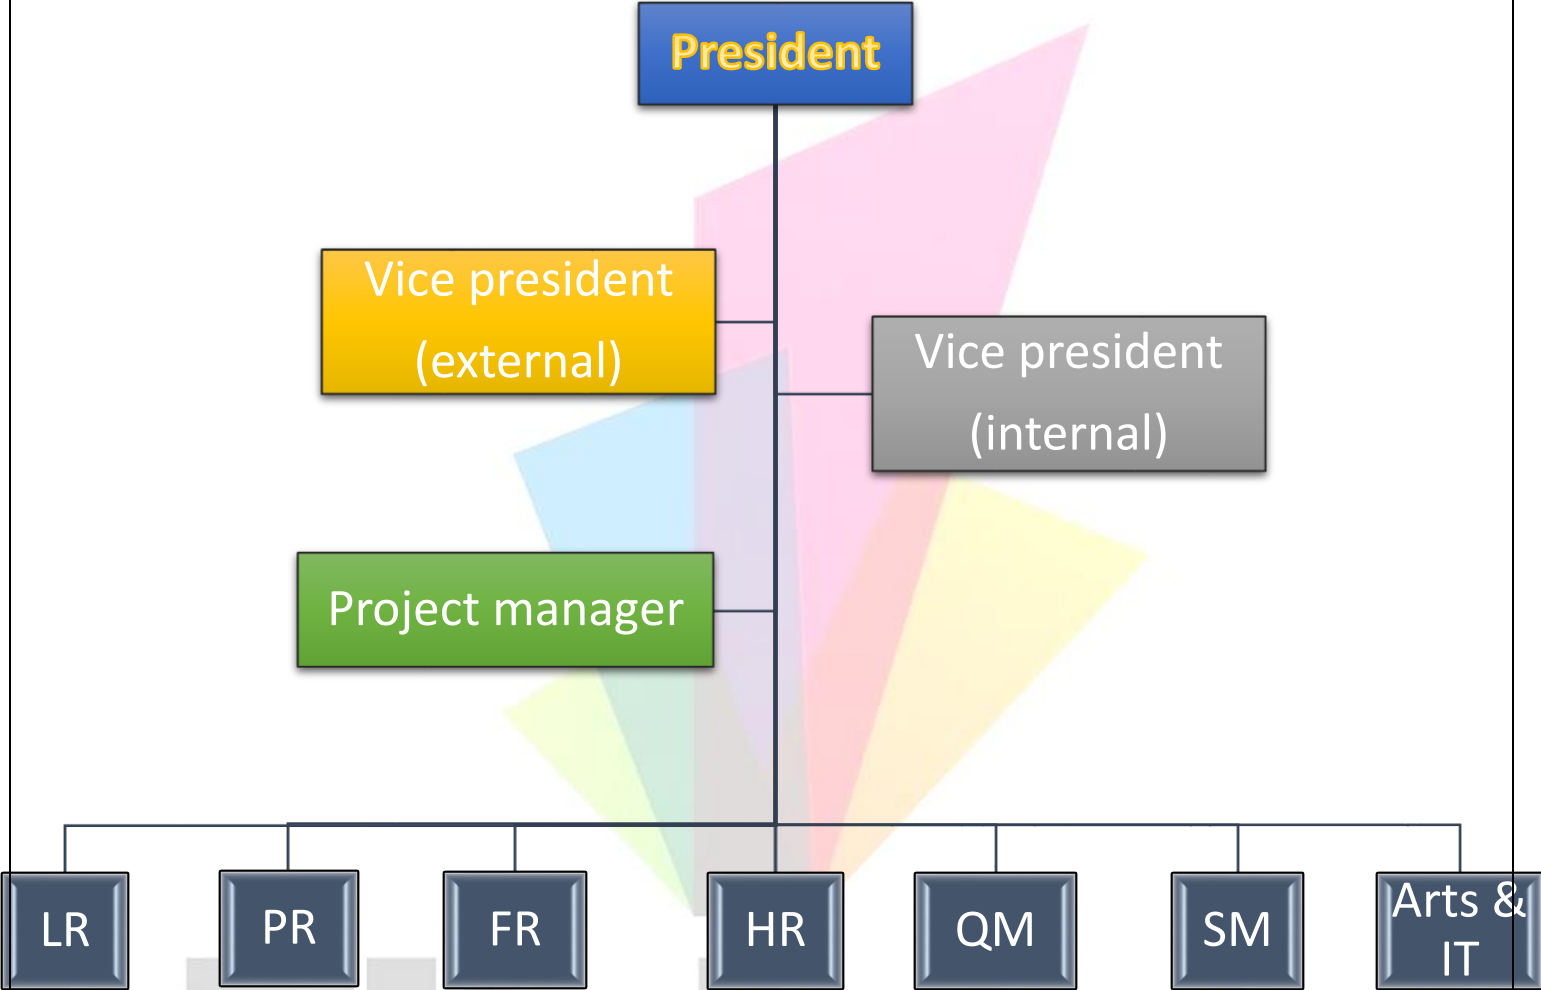 President
Vice president
(external)
Vice president
(internal)
Project manager
LR
PR
FR
HR
QM
SM
Arts &
IT